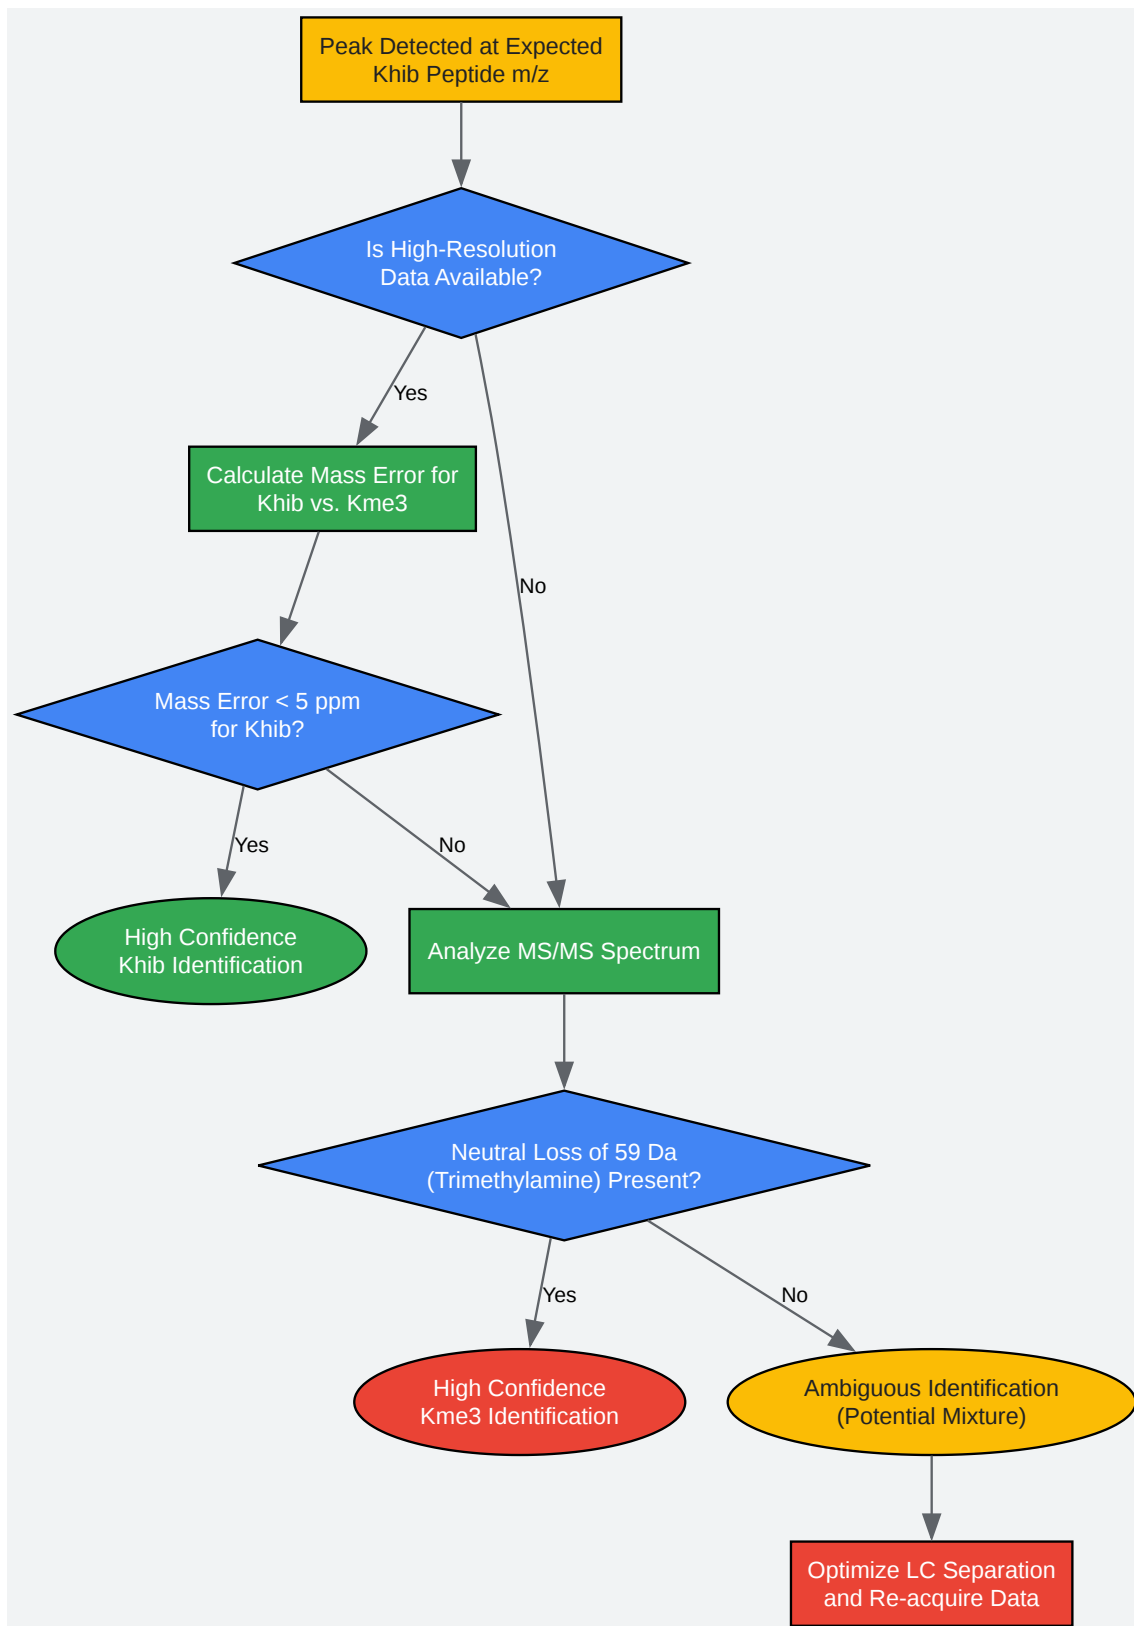 Peak Detected at Expected
Khib Peptide m/z
Is High-Resolution
Data Available?
Yes
Calculate Mass Error for
Khib vs. Kme3
No
Mass Error < 5 ppm
for Khib?
Yes
No
High Confidence
Khib Identification
Analyze MS/MS Spectrum
Neutral Loss of 59 Da
(Trimethylamine) Present?
Yes
No
High Confidence
Kme3 Identification
Ambiguous Identification
(Potential Mixture)
Optimize LC Separation
and Re-acquire Data